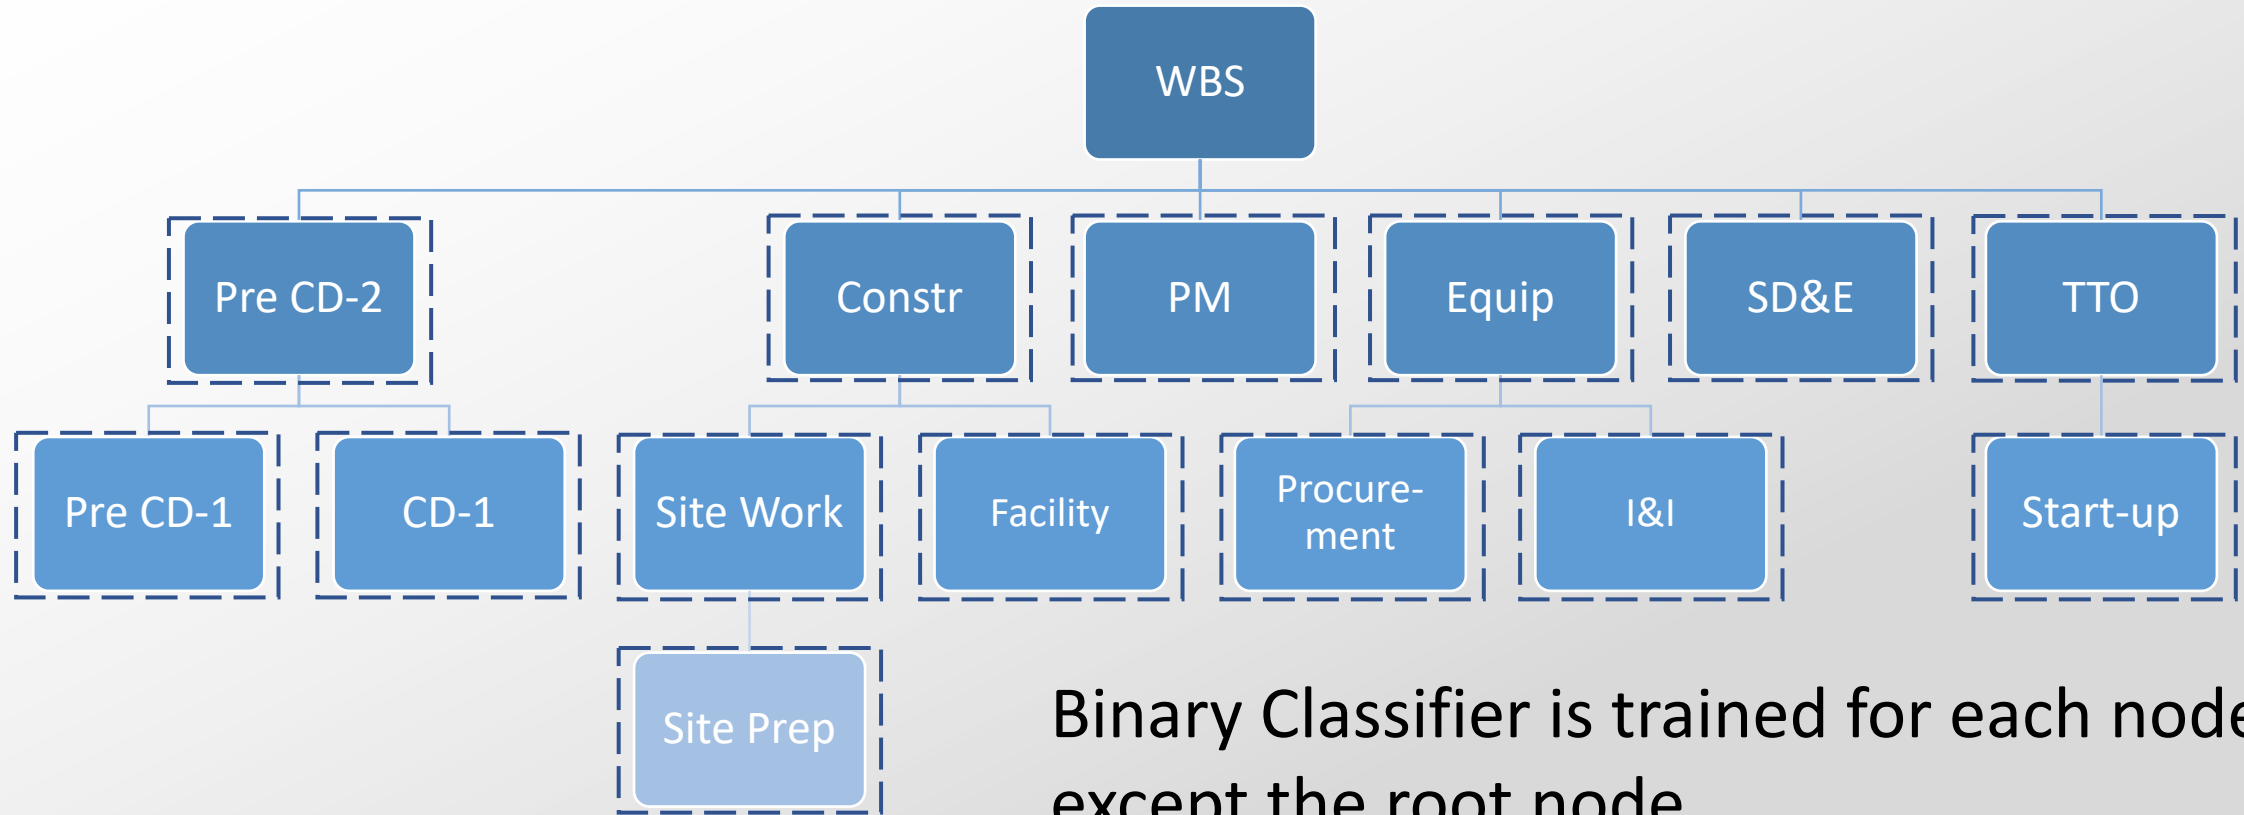 WBS
Pre CD-2
Constr
PM
Equip
SD&E
TTO
Pre CD-1
CD-1
Site Work
Facility
Procure-
ment
I&I
Start-up
Site Prep
Binary Classifier is trained for each node
except the root node